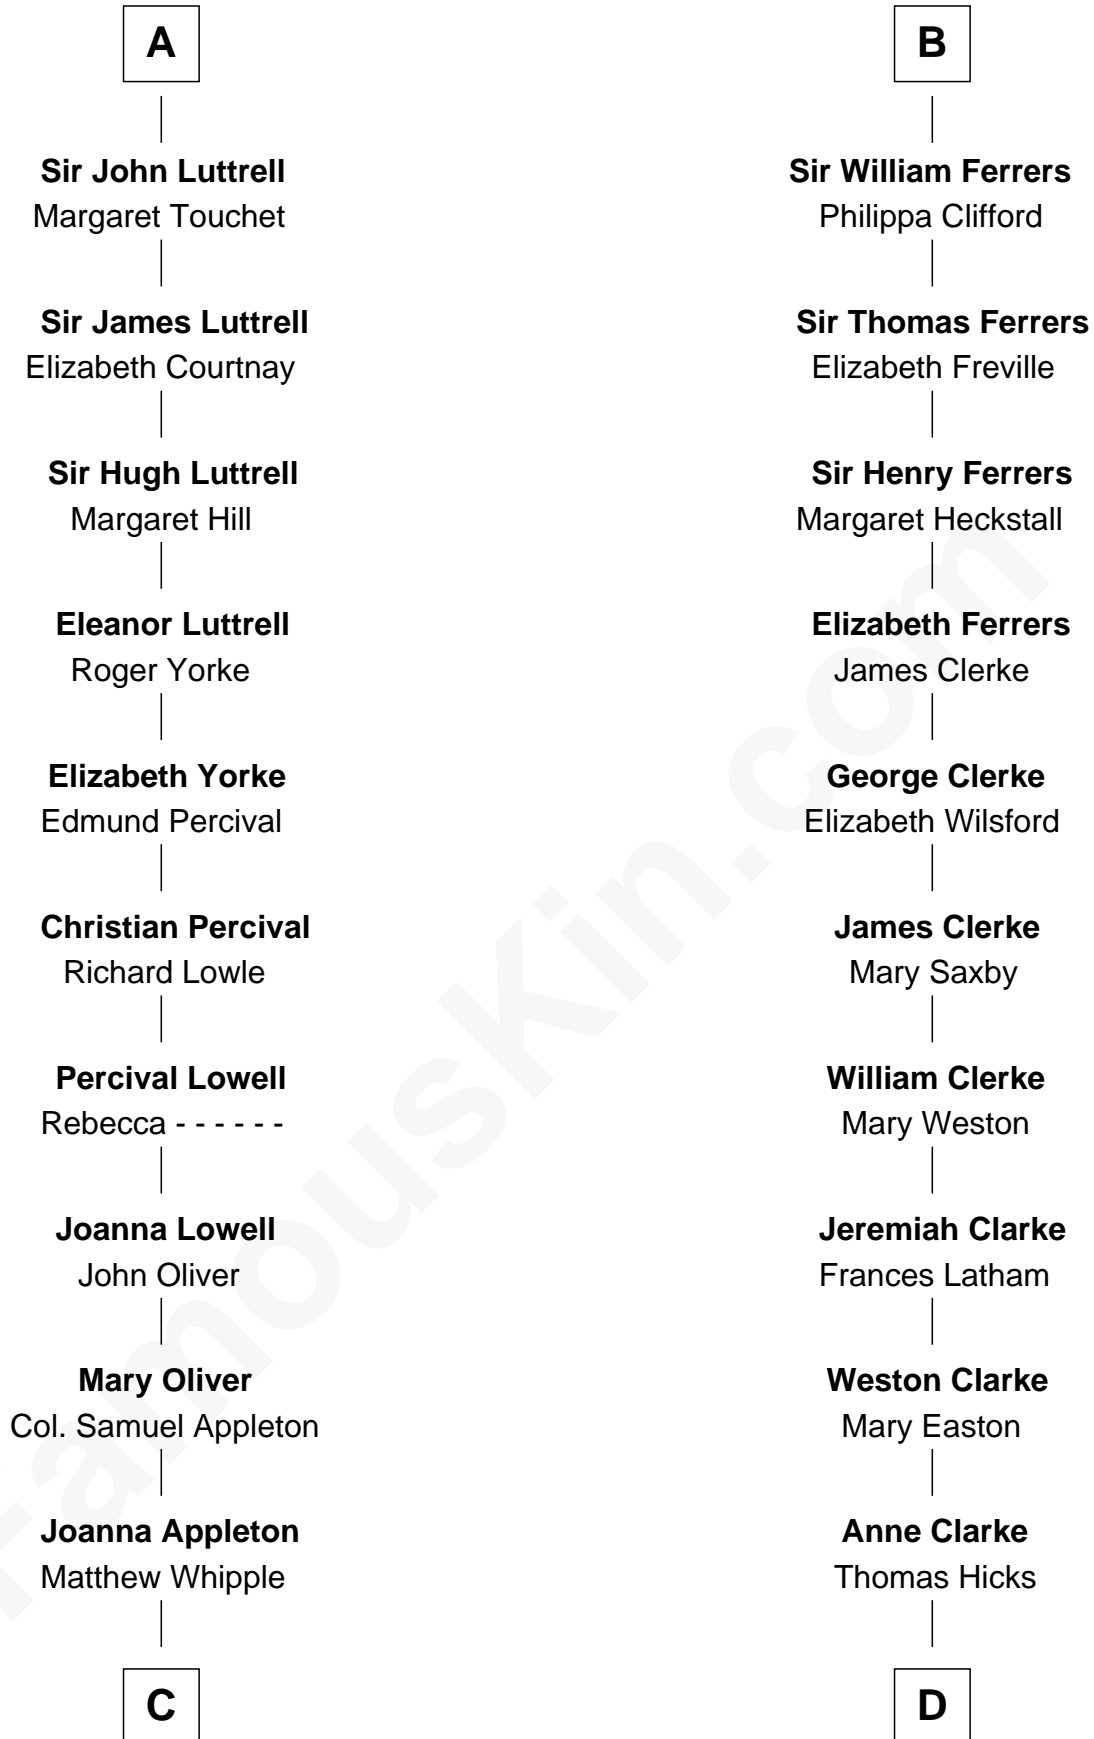 A
Sir John Luttrell
Margaret Touchet
Sir James Luttrell
Elizabeth Courtnay
Sir Hugh Luttrell
Margaret Hill
Eleanor Luttrell
Roger Yorke
Elizabeth Yorke
Edmund Percival
Christian Percival
Richard Lowle
Percival Lowell
Rebecca - - - - - -
Joanna Lowell
John Oliver
Mary Oliver
Col. Samuel Appleton
Joanna Appleton
Matthew Whipple
C
B
Sir William Ferrers
Philippa Clifford
Sir Thomas Ferrers
Elizabeth Freville
Sir Henry Ferrers
Margaret Heckstall
Elizabeth Ferrers
James Clerke
George Clerke
Elizabeth Wilsford
James Clerke
Mary Saxby
William Clerke
Mary Weston
Jeremiah Clarke
Frances Latham
Weston Clarke
Mary Easton
Anne Clarke
Thomas Hicks
D
FamousKin.com